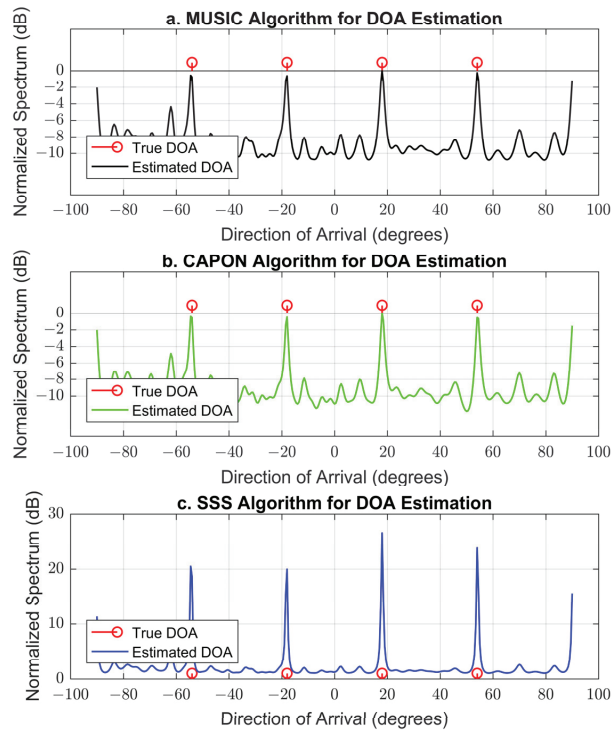 a. MUSIC Algorithm for DOA Estimation
Normalized Spectrum (dB)
0
−2
−4
−6
−8
−10
True DOA
Estimated DOA
−100 −80 −60 −40 −20 0 20 40 60 80 100
Direction of Arrival (degrees)
b. CAPON Algorithm for DOA Estimation
Normalized Spectrum (dB)
0
−2
−4
−6
−8
−10
True DOA
Estimated DOA
−100 −80 −60 −40 −20 0 20 40 60 80 100
Direction of Arrival (degrees)
c. SSS Algorithm for DOA Estimation
Normalized Spectrum (dB)
30
20
10
0
True DOA
Estimated DOA
−100 −80 −60 −40 −20 0 20 40 60 80 100
Direction of Arrival (degrees)